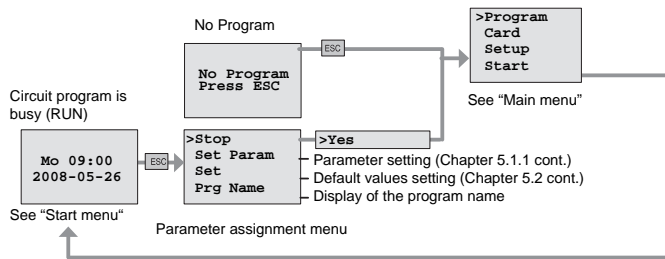 No Program
ESC
No Program
Press ESC
>Program
Card
Setup
Start
See “Main menu”
Circuit program is
busy (RUN)
Mo 09:00
2008-05-26
ESC
>Stop
Set Param
Set
Prg Name
>Yes
Parameter setting (Chapter 5.1.1 cont.)
Default values setting (Chapter 5.2 cont.)
Display of the program name
See “Start menu“
Parameter assignment menu